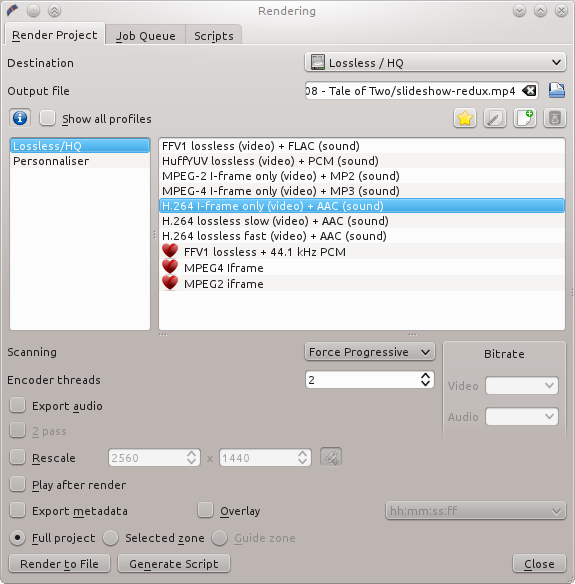 Rendering
Render Project
Job Queue
Scripts
Destination
Lossless / HQ
Output file
08 - Tale of Two/slideshow-redux.mp4
Show all profiles
Lossless/HQ
Personnaliser
FFV1 lossless (video) + FLAC (sound)
HuffYUV lossless (video) + PCM (sound)
MPEG-2 I-frame only (video) + MP2 (sound)
MPEG-4 I-frame only (video) + MP3 (sound)
H.264 I-frame only (video) + AAC (sound)
H.264 lossless slow (video) + AAC (sound)
H.264 lossless fast (video) + AAC (sound)
FFV1 lossless + 44.1 kHz PCM
MPEG4 Iframe
MPEG2 iframe
Scanning
Force Progressive
Bitrate
Encoder threads
2
Video
Audio
Export audio
2 pass
Rescale
2560 x 1440
Play after render
Export metadata
Overlay
hh:mm:ss:ff
Full project
Selected zone
Guide zone
Render to File
Generate Script
Close